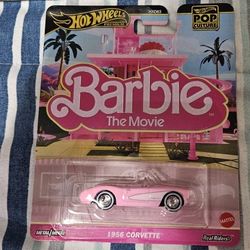 Hot Wheels
POP
CULTURE
Barbie
The Movie
1956 CORVETTE
METAL/METAL
MATTEL
Real Riders